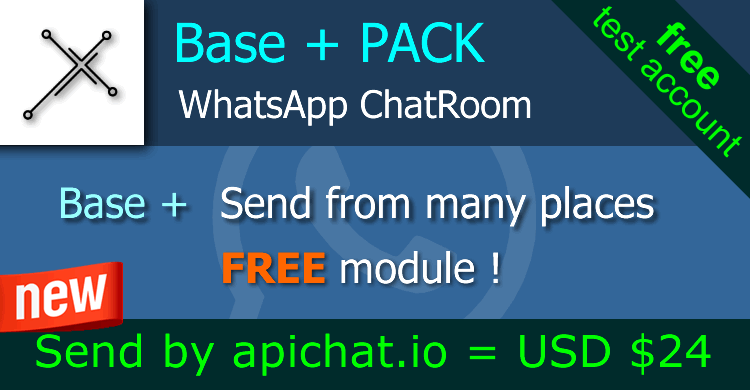 Base + PACK
WhatsApp ChatRoom
free
test account
Base + Send from many places
FREE module !
new
Send by apichat.io = USD $24